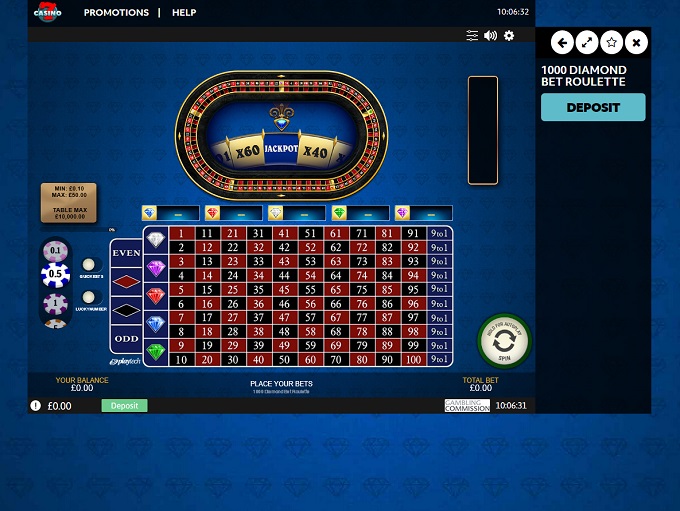 CASINO
PROMOTIONS | HELP
10:06:32
1000 DIAMOND
BET ROULETTE
DEPOSIT
X60 JACKPOT X40
MIN: £0.10
MAX: £50.00
TABLE MAX
£10,000.00
0.1
0.5
1
QUICK BETS
LUCKY NUMBER
EVEN
ODD
playtech
1 11 21 31 41 51 61 71 81 91 9to1
2 12 22 32 42 52 62 72 82 92 9to1
3 13 23 33 43 53 63 73 83 93 9to1
4 14 24 34 44 54 64 74 84 94 9to1
5 15 25 35 45 55 65 75 85 95 9to1
6 16 26 36 46 56 66 76 86 96 9to1
7 17 27 37 47 57 67 77 87 97 9to1
8 18 28 38 48 58 68 78 88 98 9to1
9 19 29 39 49 59 69 79 89 99 9to1
10 20 30 40 50 60 70 80 90 100 9to1
HOLD FOR AUTOPLAY
SPIN
YOUR BALANCE
£0.00
PLACE YOUR BETS
1000 Diamond Bet Roulette
TOTAL BET
£0.00
£0.00
Deposit
GAMBLING
COMMISSION
10:06:31